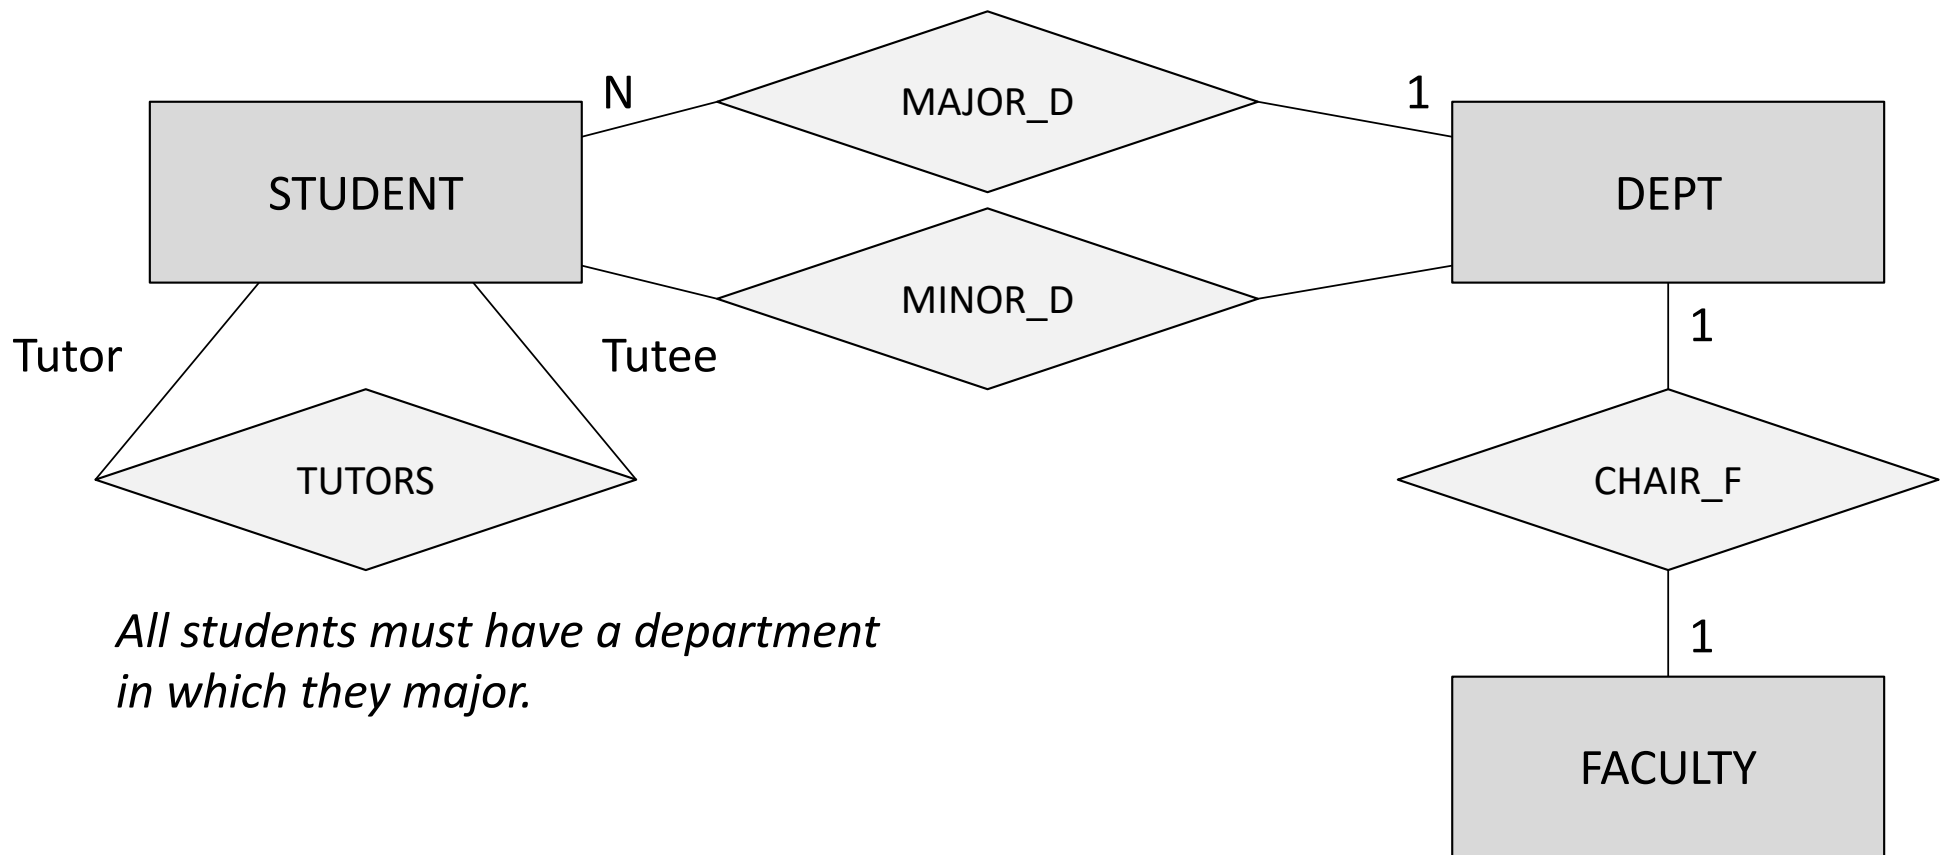 N
MAJOR_D
1
STUDENT
DEPT
MINOR_D
1
Tutor
Tutee
TUTORS
CHAIR_F
All students must have a department
in which they major.
1
FACULTY